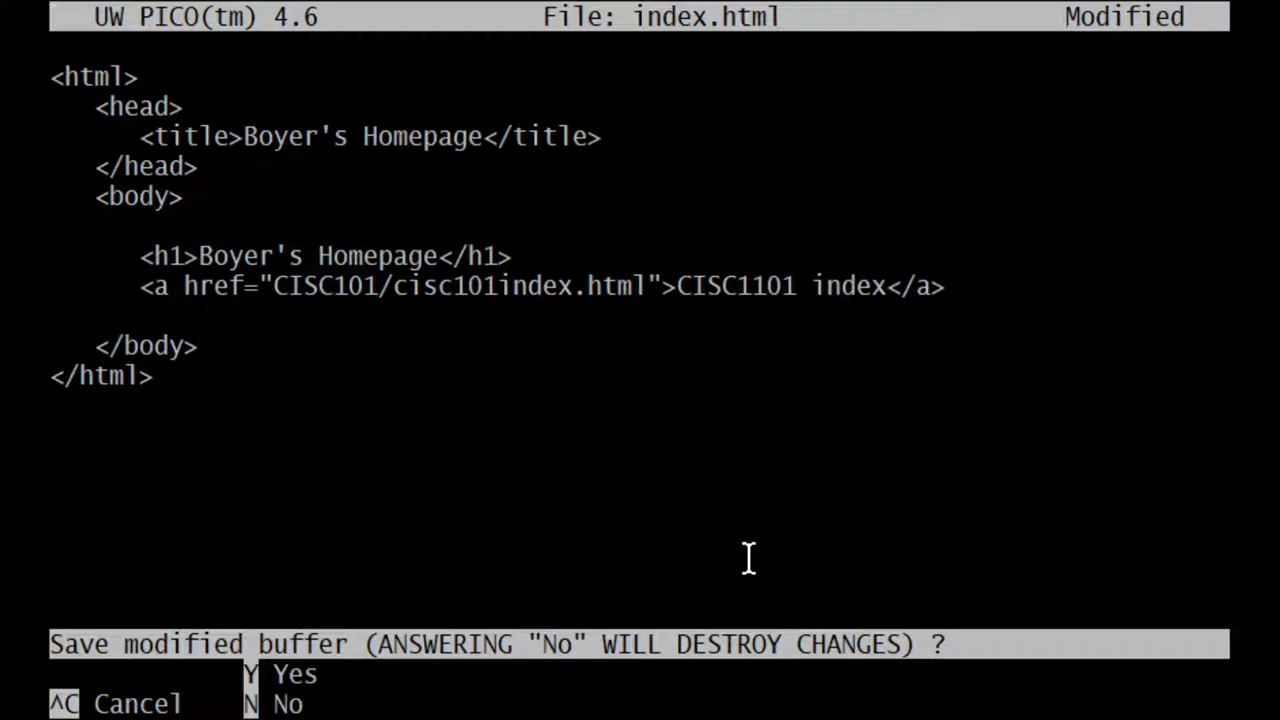 UW PICO(tm) 4.6 File: index.html Modified
<html>
<head>
<title>Boyer's Homepage</title>
</head>
<body>
<h1>Boyer's Homepage</h1>
<a href="CISC101/cisc101index.html">CISC1101 index</a>
</body>
</html>
Save modified buffer (ANSWERING "No" WILL DESTROY CHANGES) ?
Y Yes
^C Cancel N No